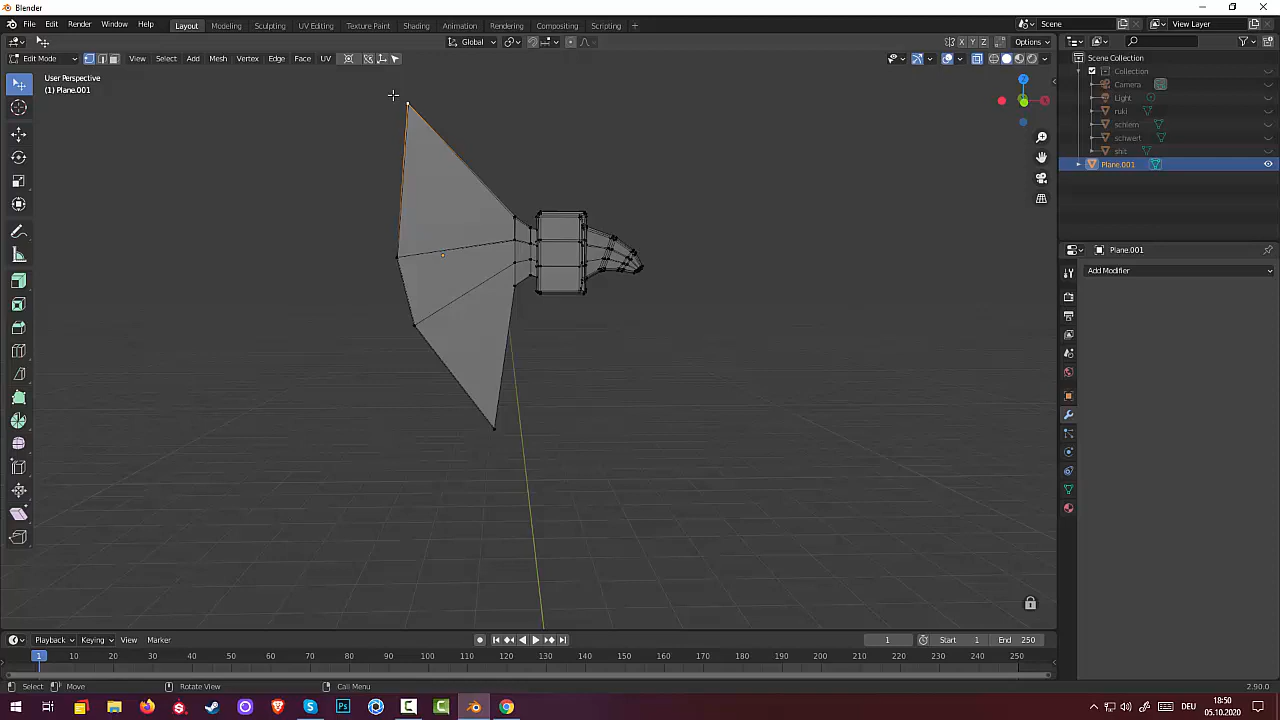 Blender
File Edit Render Window Help Layout Modeling Sculpting UV Editing Texture Paint Shading Animation Rendering Compositing Scripting + Scene View Layer
Global X Y Z Options
Edit Mode View Select Add Mesh Vertex Edge Face UV
User Perspective
(1) Plane.001
Scene Collection
Collection
Camera
Light
ruki
schlem
schwert
shit
Plane.001
Plane.001
Add Modifier
Playback Keying View Marker 1 Start 1 End 250
1 10 20 30 40 50 60 70 80 90 100 110 120 130 140 150 160 170 180 190 200 210 220 230 240 250
Select Move Rotate View Call Menu 2.90.0
DEU 18:50
05.10.2020